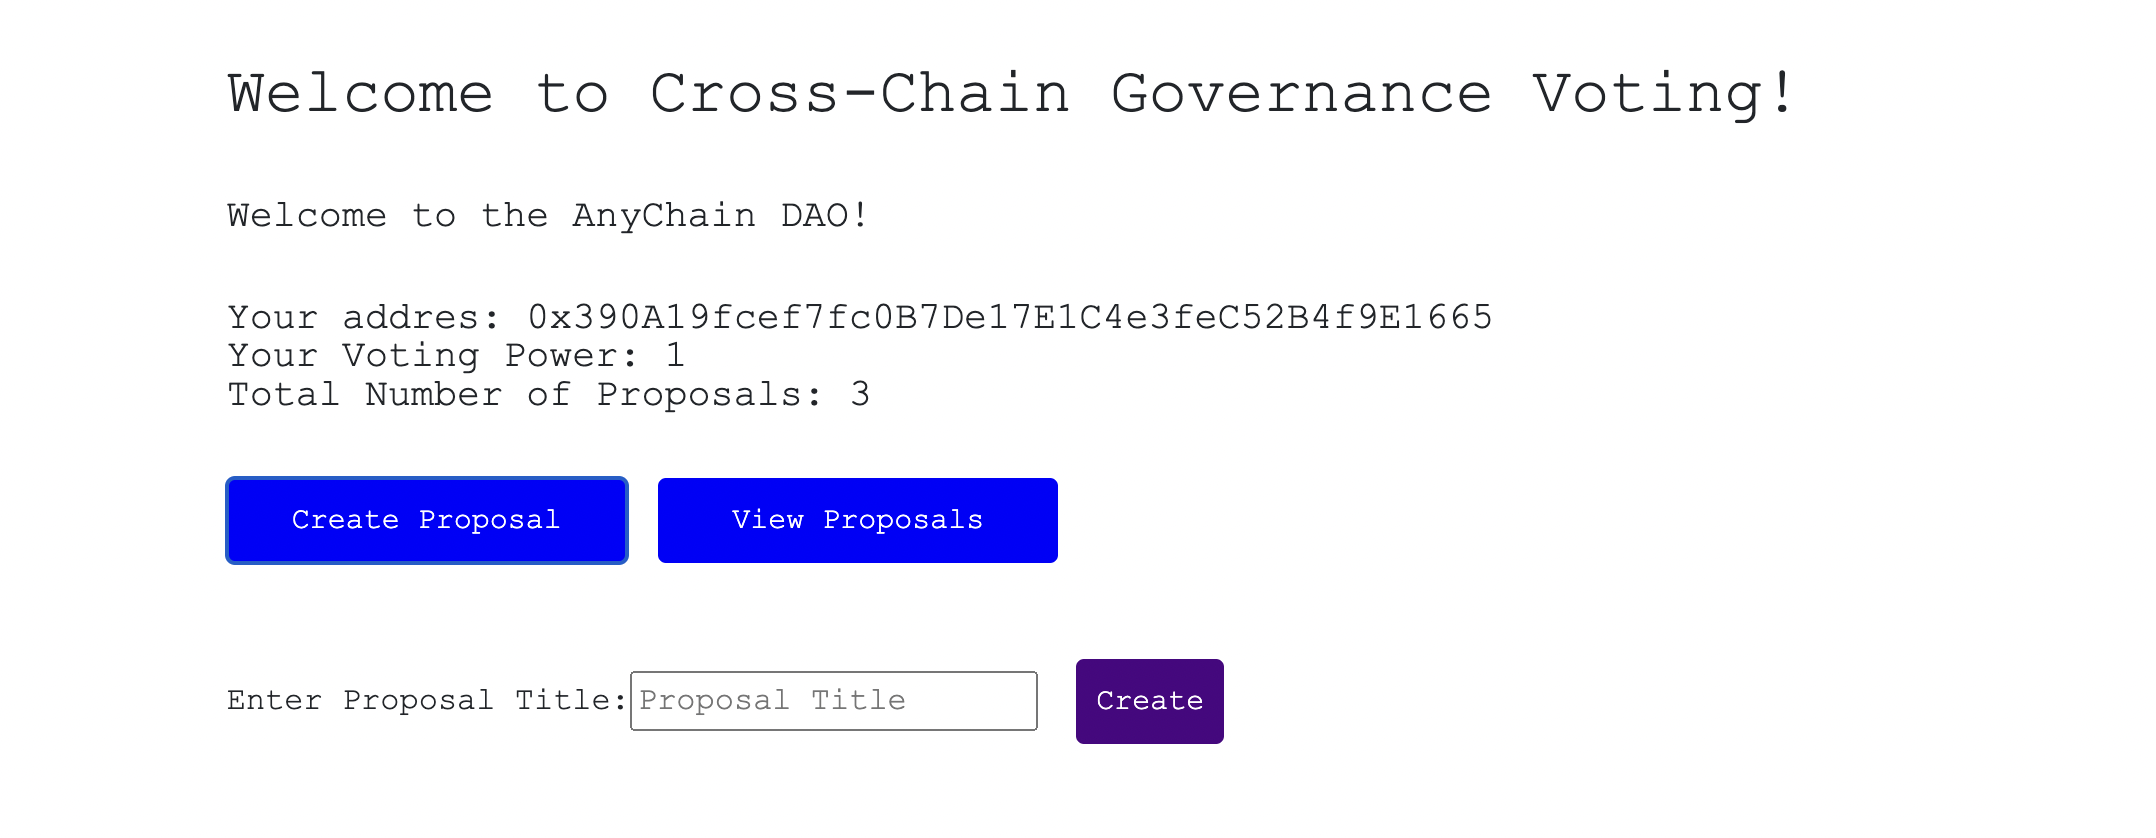 Welcome to Cross-Chain Governance Voting!
Welcome to the AnyChain DAO!
Your addres: 0x390A19fcef7fc0B7De17E1C4e3feC52B4f9E1665
Your Voting Power: 1
Total Number of Proposals: 3
Create Proposal View Proposals
Enter Proposal Title: Proposal Title Create